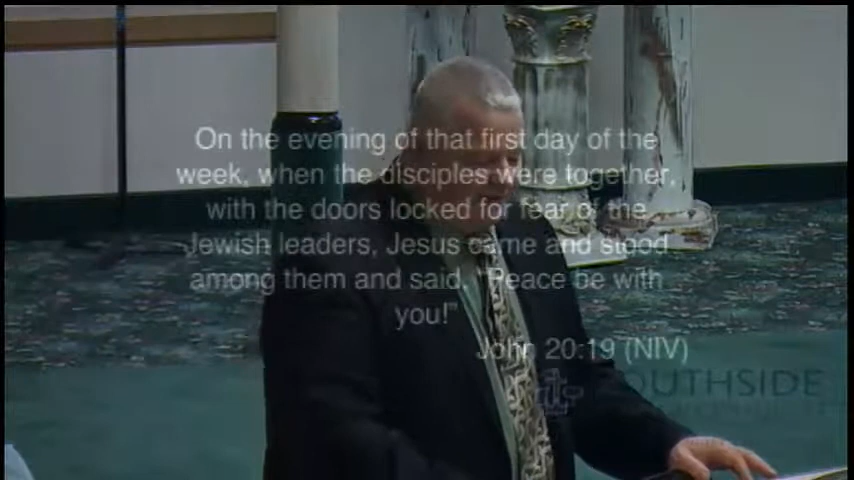 On the evening of that first day of the
week, when the disciples were together,
with the doors locked for fear of the
Jewish leaders, Jesus came and stood
among them and said, "Peace be with
you!"
John 20:19 (NIV)
SOUTHSIDE